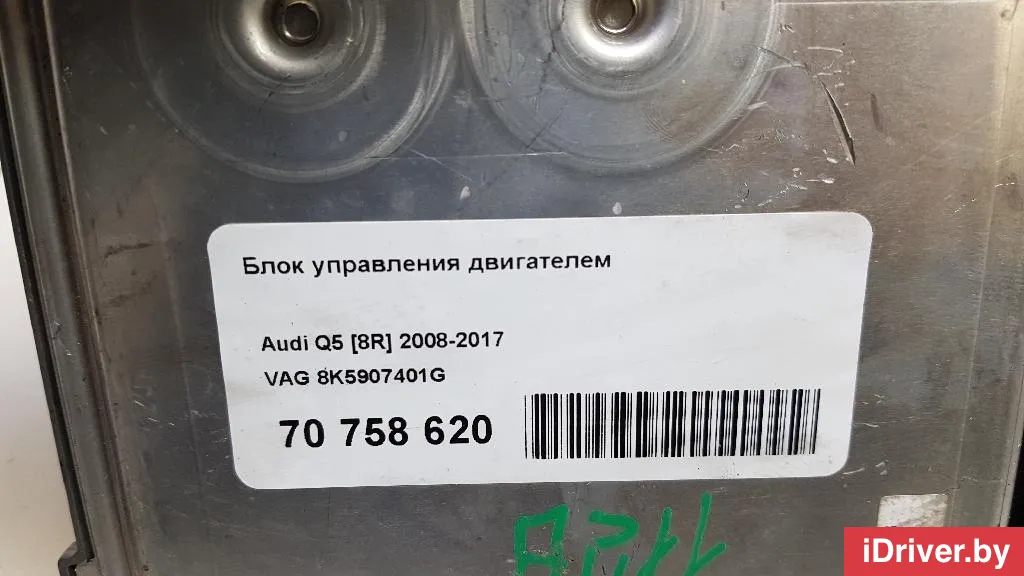 Блок управления двигателем
Audi Q5 [8R] 2008-2017
VAG 8K5907401G
70 758 620
iDriver.by